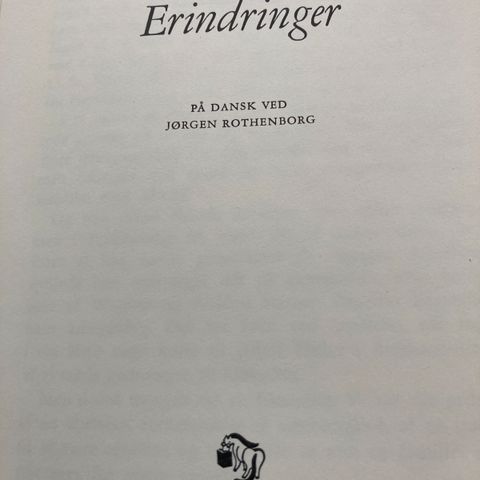 Erindringer
PÅ DANSK VED
JØRGEN ROTHENBORG